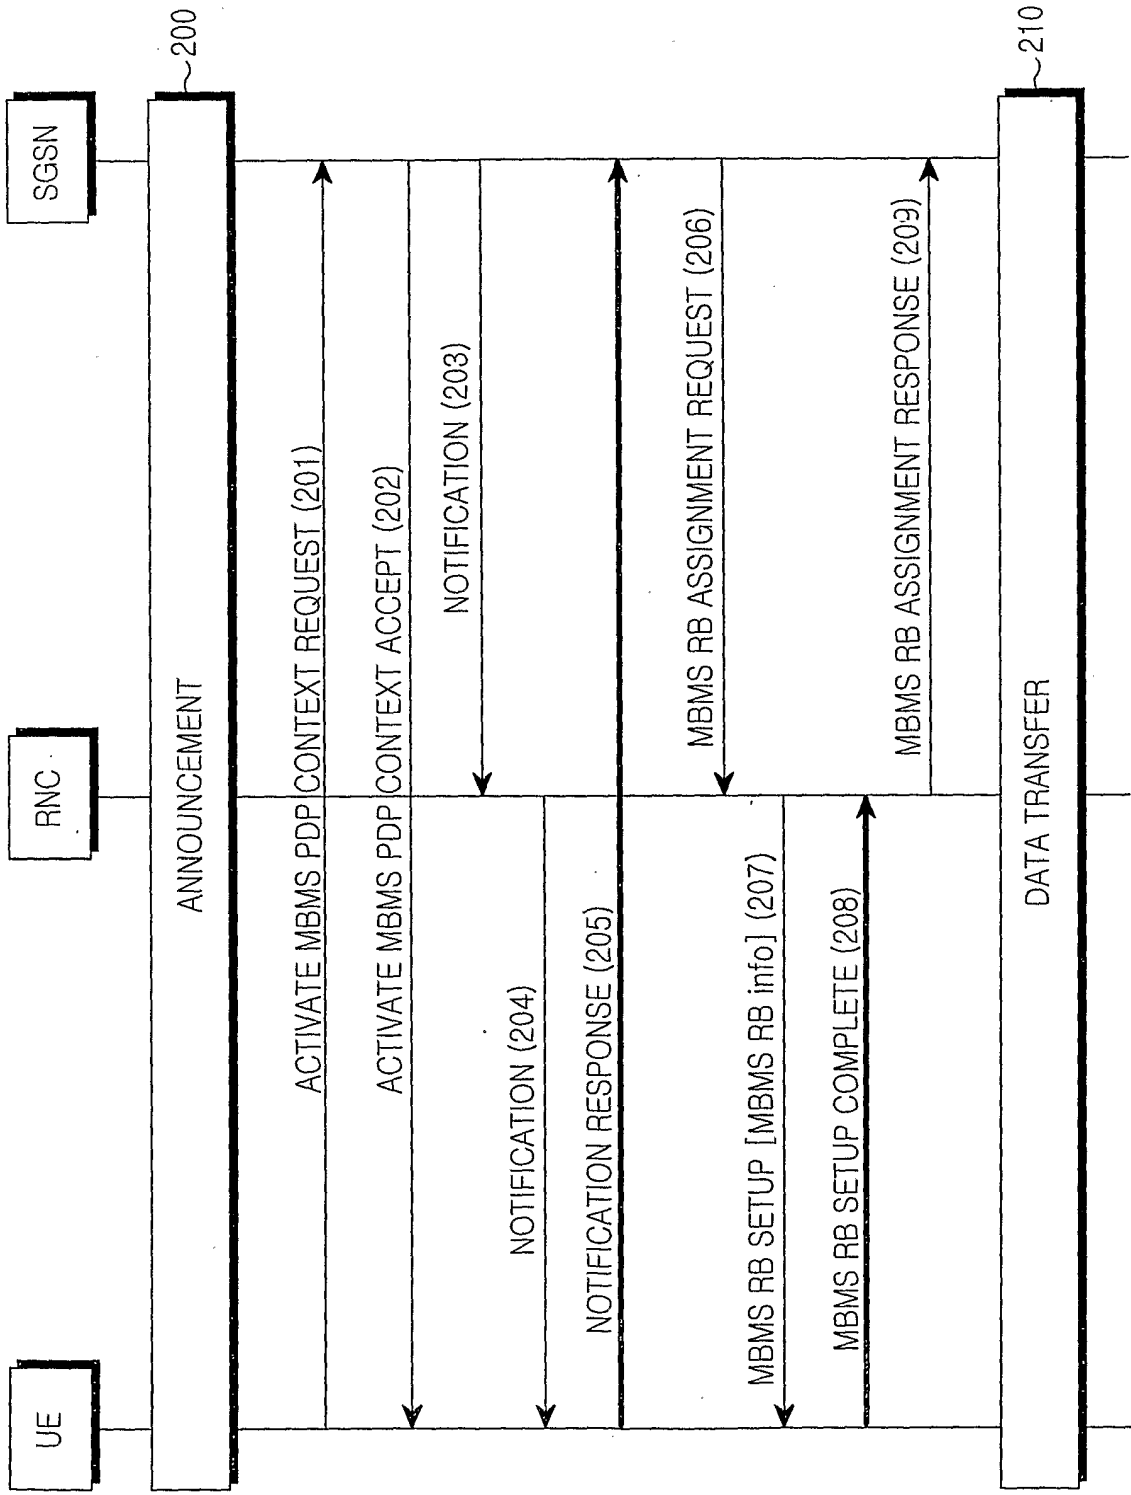 UE
RNC
SGSN
ANNOUNCEMENT
200
ACTIVATE MBMS PDP CONTEXT REQUEST (201)
ACTIVATE MBMS PDP CONTEXT ACCEPT (202)
NOTIFICATION (203)
NOTIFICATION (204)
NOTIFICATION RESPONSE (205)
MBMS RB ASSIGNMENT REQUEST (206)
MBMS RB SETUP [MBMS RB info] (207)
MBMS RB SETUP COMPLETE (208)
MBMS RB ASSIGNMENT RESPONSE (209)
DATA TRANSFER
210